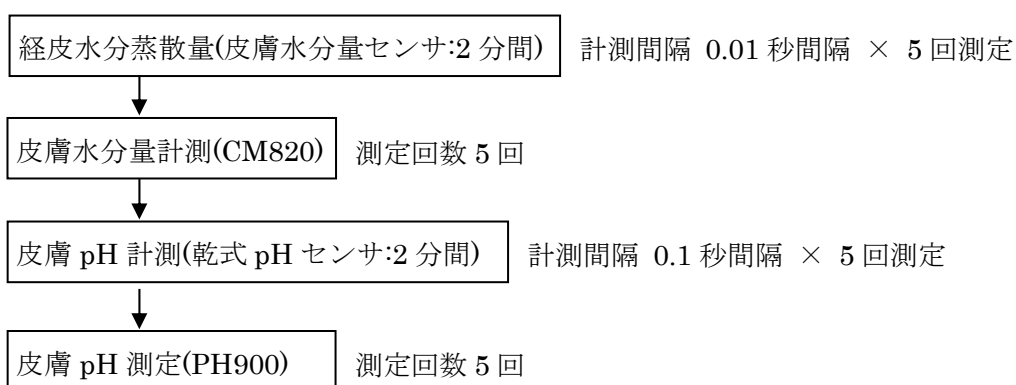 経皮水分蒸散量(皮膚水分量センサ:2 分間) 計測間隔 0.01 秒間隔 × 5 回測定
皮膚水分量計測(CM820) 測定回数 5 回
皮膚 pH 計測(乾式 pH センサ:2 分間) 計測間隔 0.1 秒間隔 × 5 回測定
皮膚 pH 測定(PH900) 測定回数 5 回